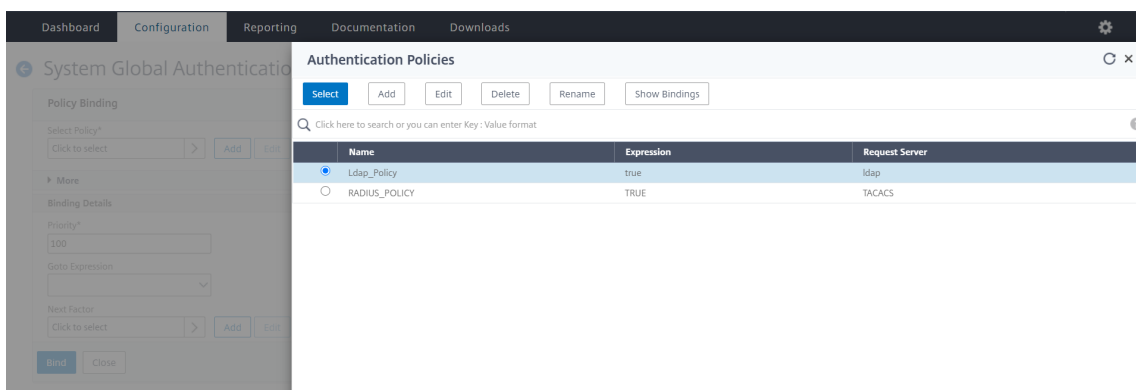 Dashboard Configuration Reporting Documentation Downloads
System Global Authenticatio
Policy Binding
Select Policy*
Click to select > Add Edit
More
Binding Details
Priority*
100
Goto Expression
Next Factor
Click to select > Add Edit
Bind Close
Authentication Policies
Select Add Edit Delete Rename Show Bindings
Click here to search or you can enter Key : Value format
Name Expression Request Server
Ldap_Policy true ldap
RADIUS_POLICY TRUE TACACS